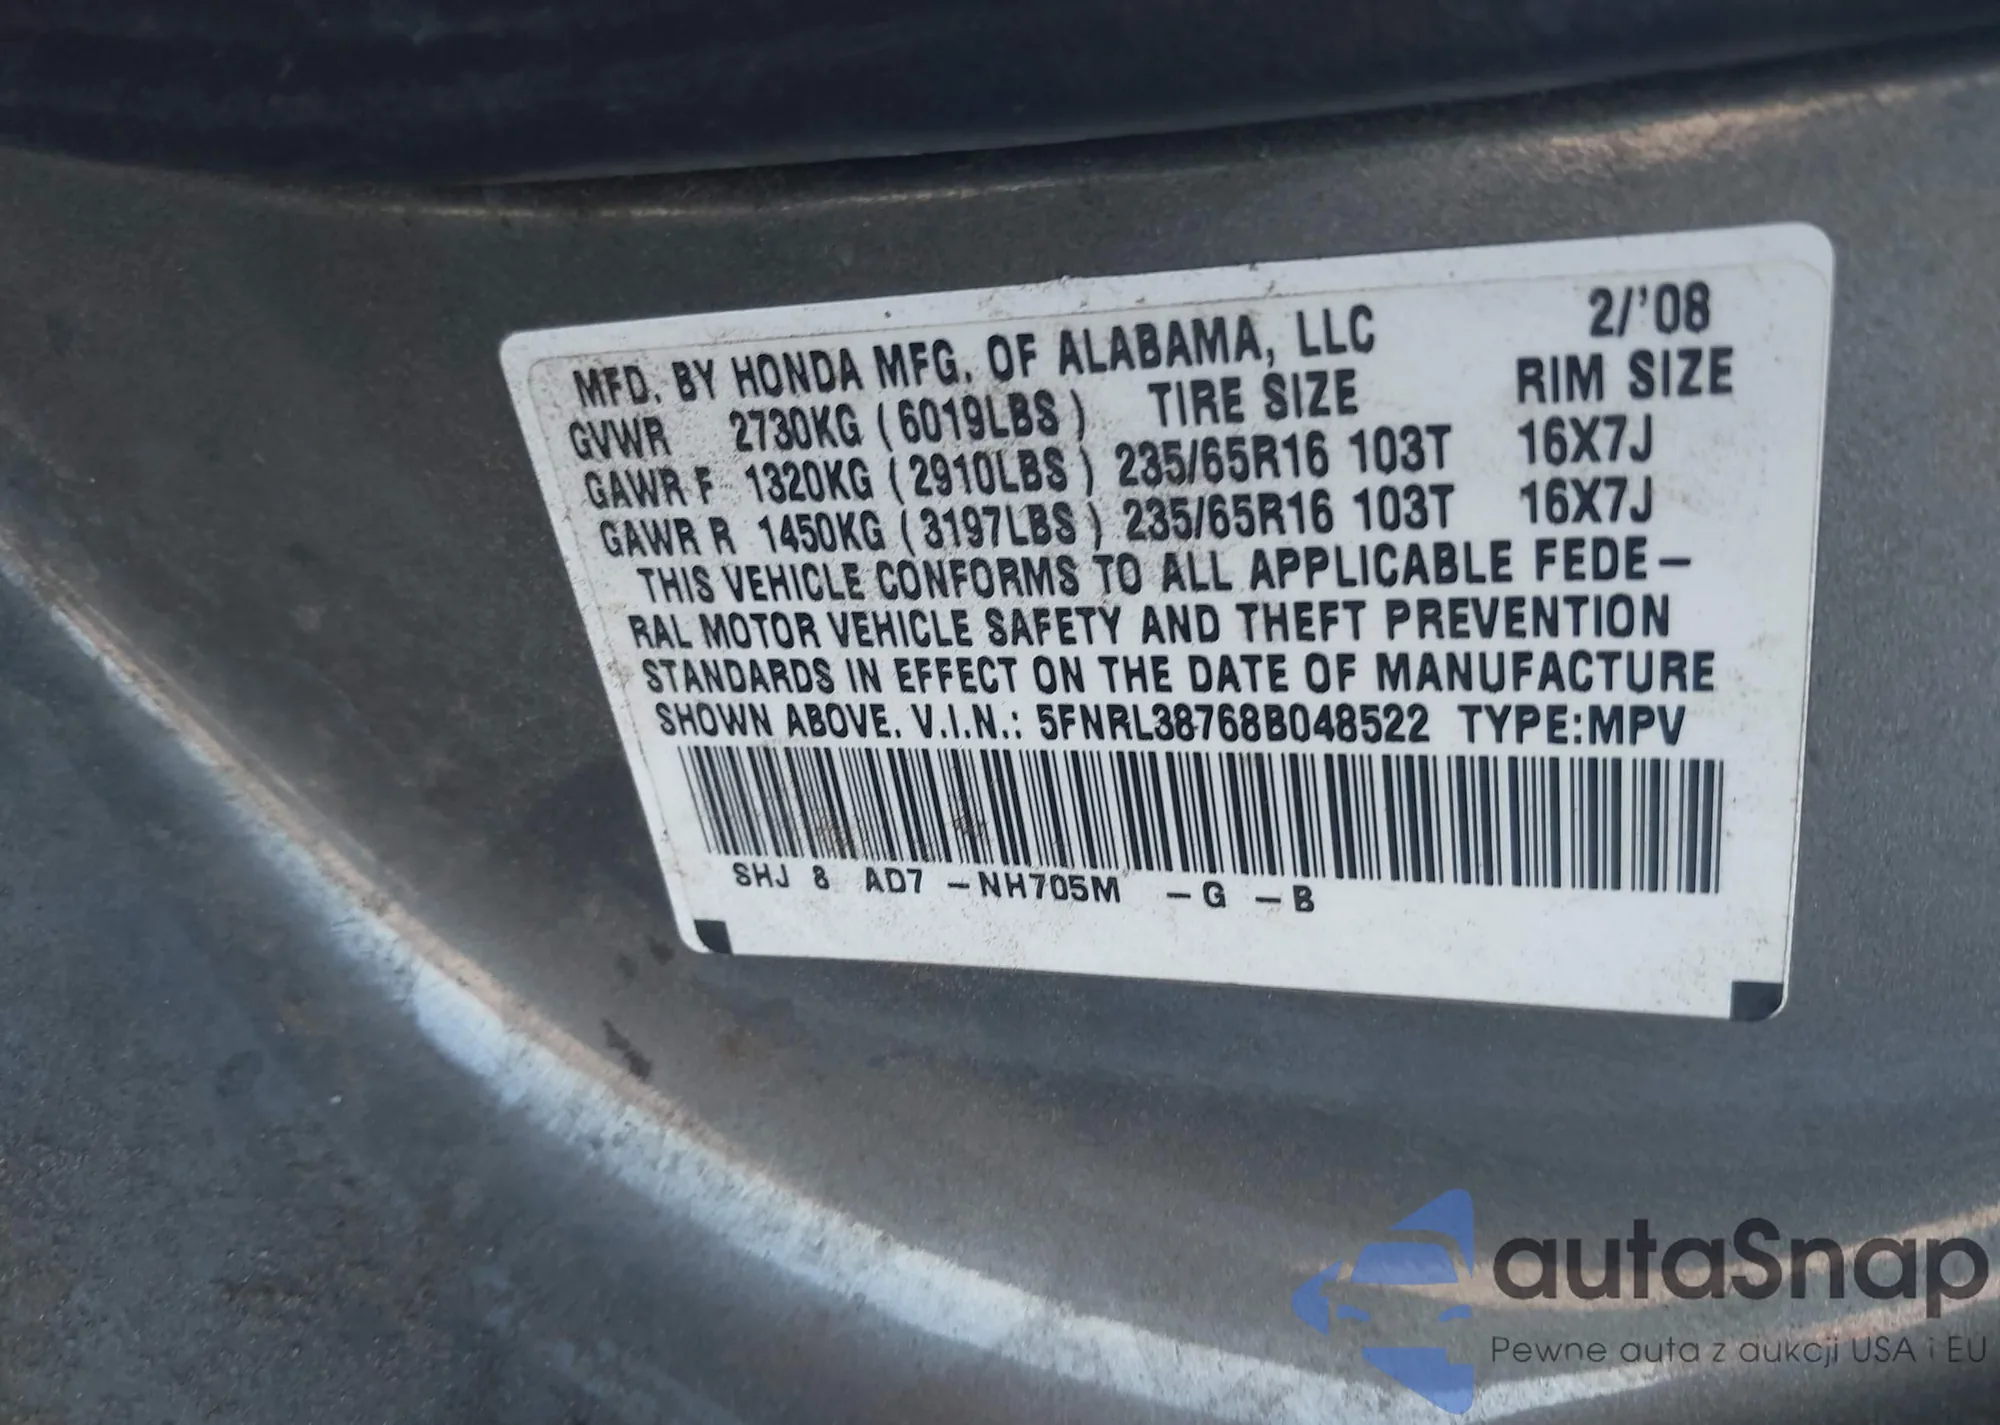 MFD. BY HONDA MFG. OF ALABAMA, LLC 2/'08
GVWR 2730KG (6019LBS) TIRE SIZE RIM SIZE
GAWR F 1320KG (2910LBS) 235/65R16 103T 16X7J
GAWR R 1450KG (3197LBS) 235/65R16 103T 16X7J
THIS VEHICLE CONFORMS TO ALL APPLICABLE FEDE-
RAL MOTOR VEHICLE SAFETY AND THEFT PREVENTION
STANDARDS IN EFFECT ON THE DATE OF MANUFACTURE
SHOWN ABOVE. V.I.N.: 5FNRL38768B048522 TYPE:MPV
SHJ 8 AD7 -NH705M -G -B
autaSnap
Pewne auta z aukcji USA i EU